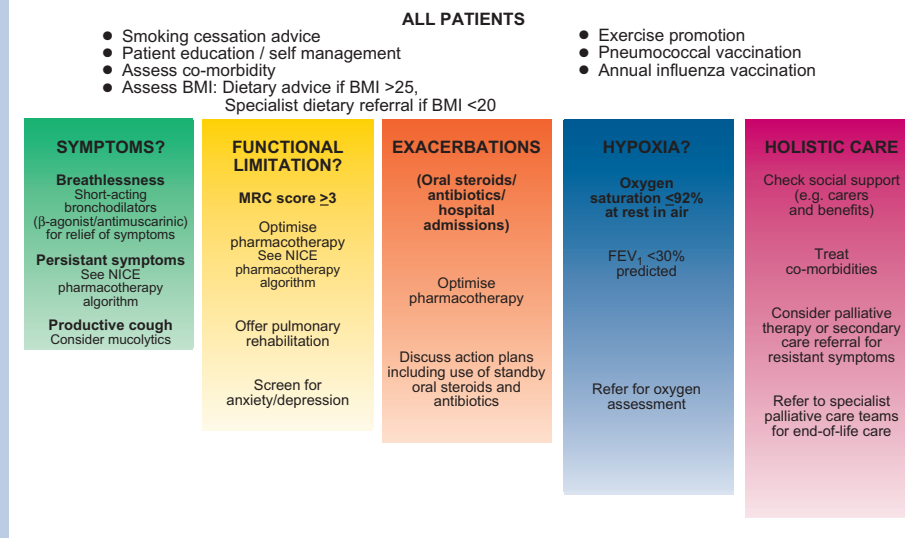 ALL PATIENTS
● Smoking cessation advice
● Patient education / self management
● Assess co-morbidity
● Assess BMI: Dietary advice if BMI >25,
Specialist dietary referral if BMI <20
● Exercise promotion
● Pneumococcal vaccination
● Annual influenza vaccination
SYMPTOMS?
Breathlessness
Short-acting
bronchodilators
(β-agonist/antimuscarinic)
for relief of symptoms
Persistant symptoms
See NICE
pharmacotherapy
algorithm
Productive cough
Consider mucolytics
FUNCTIONAL
LIMITATION?
MRC score ≥3
Optimise
pharmacotherapy
See NICE
pharmacotherapy
algorithm
Offer pulmonary
rehabilitation
Screen for
anxiety/depression
EXACERBATIONS
(Oral steroids/
antibiotics/
hospital
admissions)
Optimise
pharmacotherapy
Discuss action plans
including use of standby
oral steroids and
antibiotics
HYPOXIA?
Oxygen
saturation ≤92%
at rest in air
FEV₁ <30%
predicted
Refer for oxygen
assessment
HOLISTIC CARE
Check social support
(e.g. carers
and benefits)
Treat
co-morbidities
Consider palliative
therapy or secondary
care referral for
resistant symptoms
Refer to specialist
palliative care teams
for end-of-life care